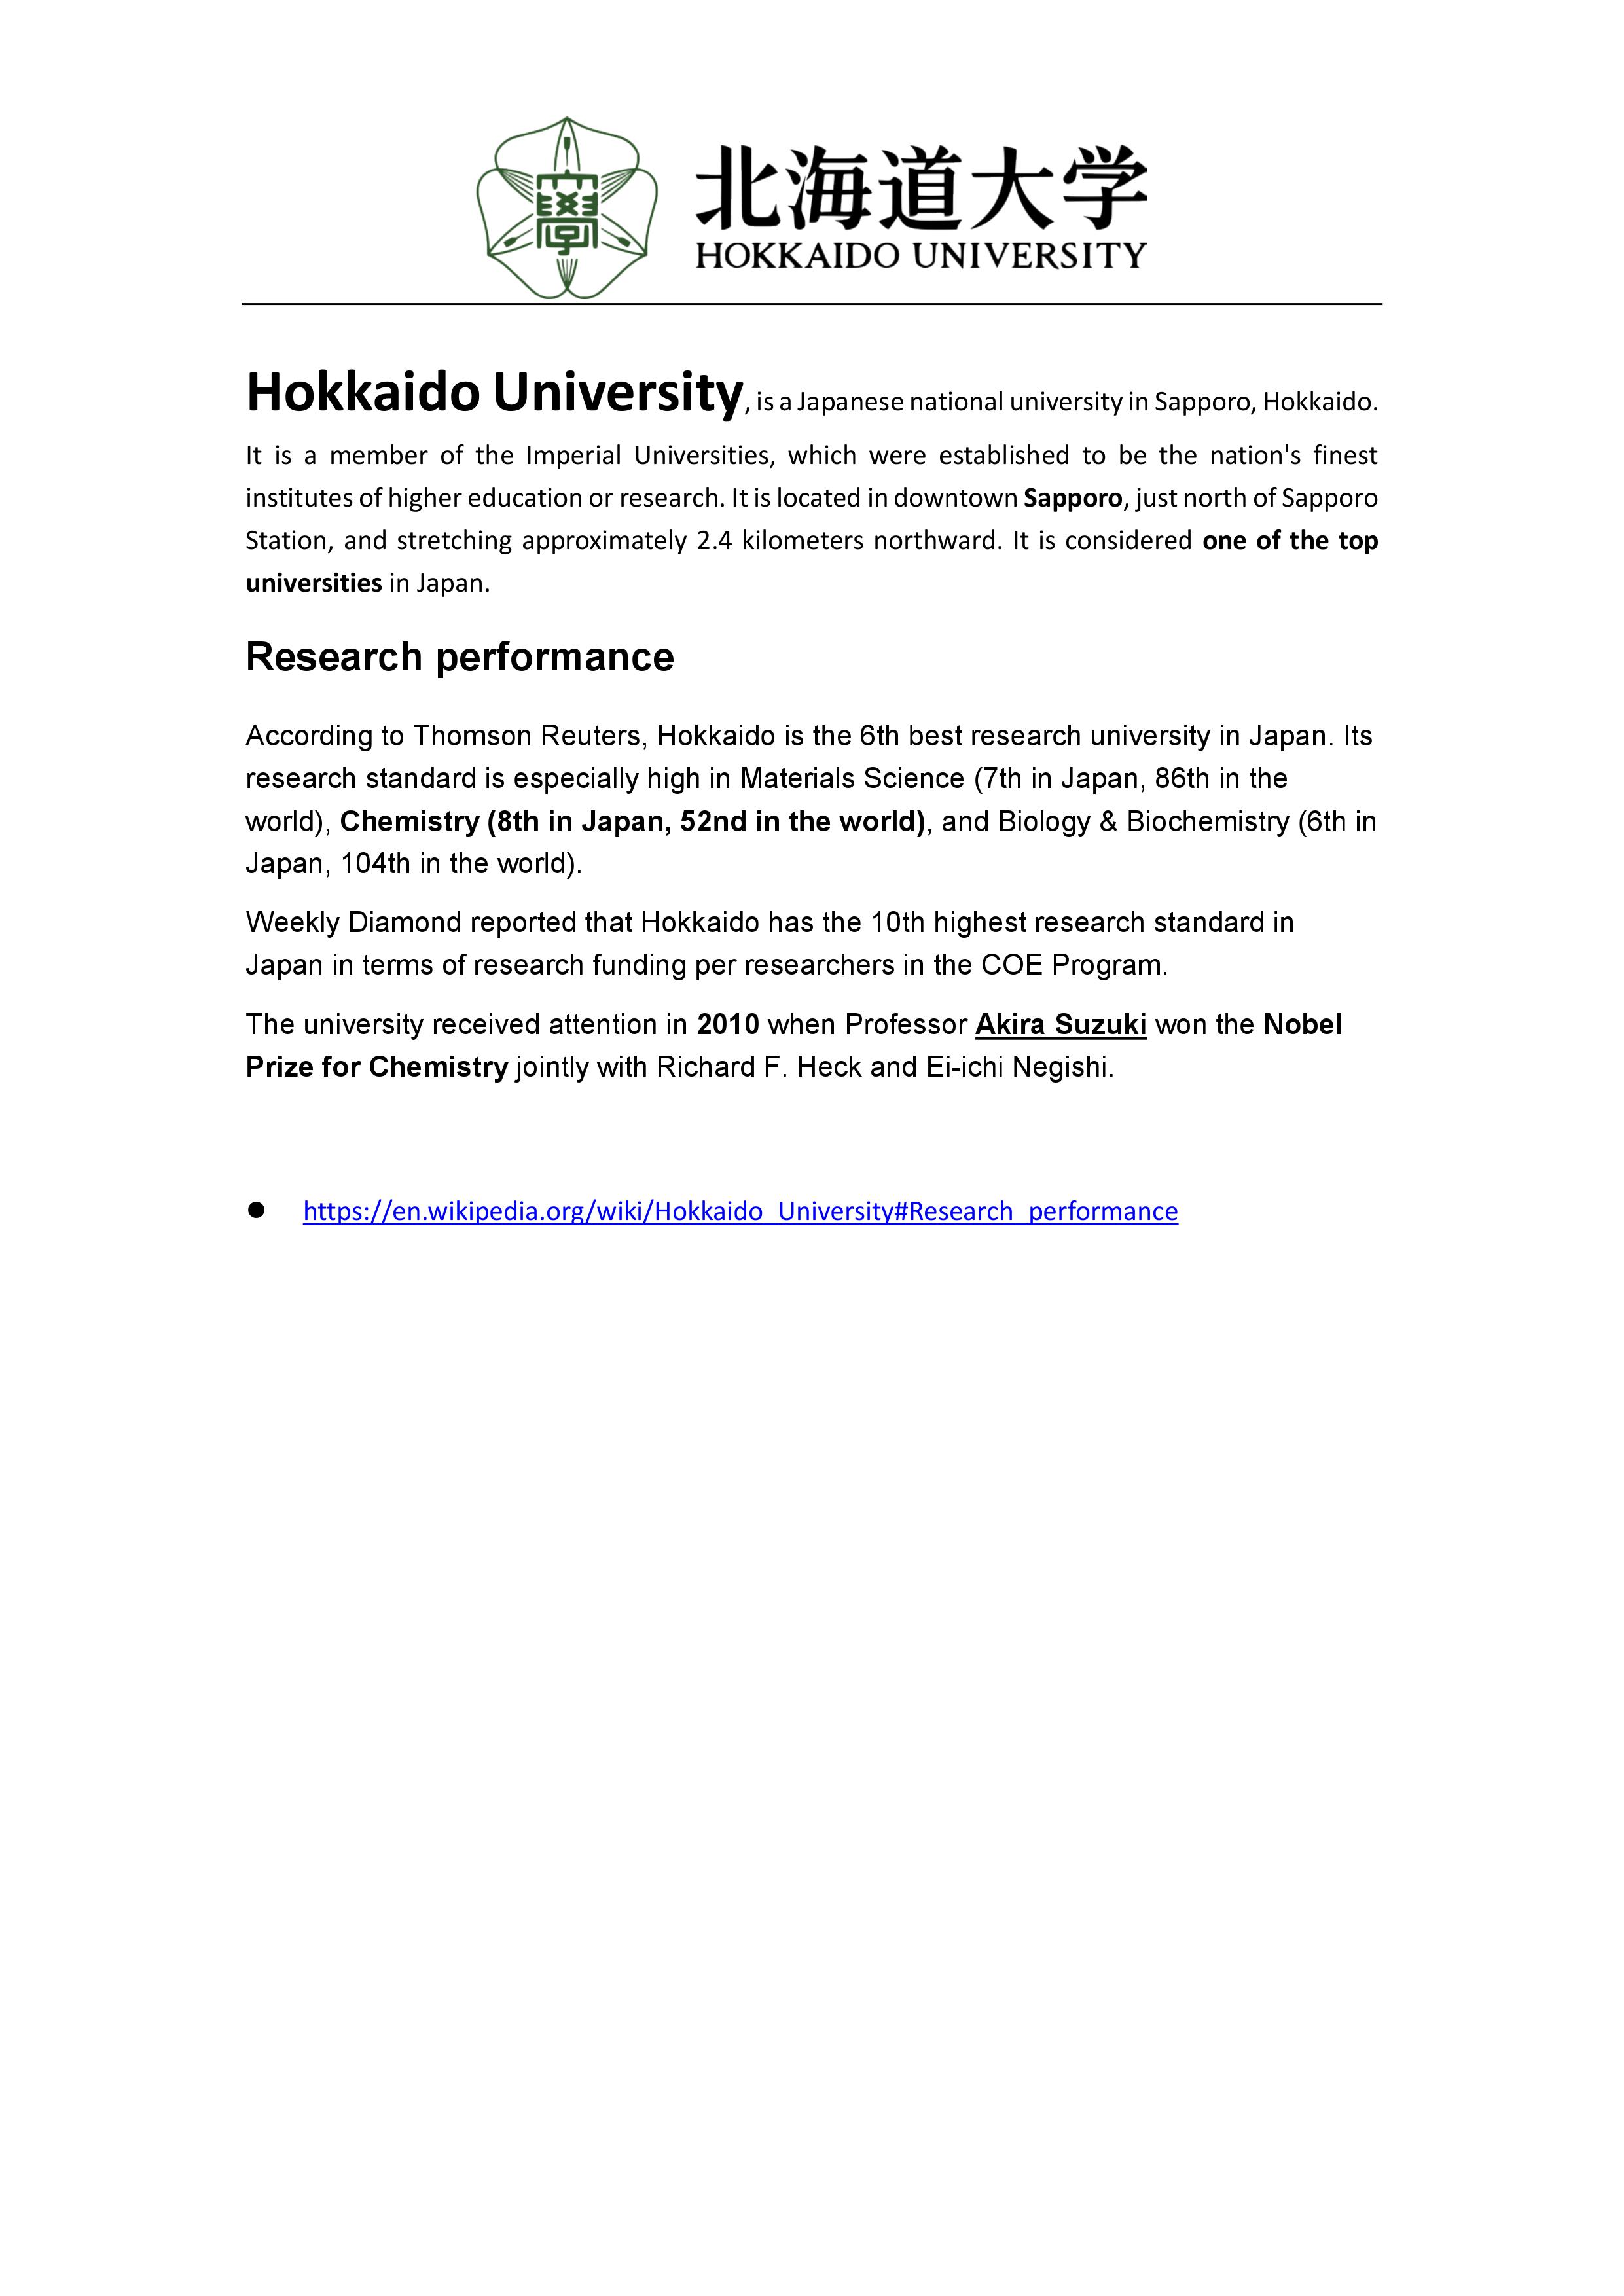 北海道大学
HOKKAIDO UNIVERSITY
Hokkaido University, is a Japanese national university in Sapporo, Hokkaido.
It is a member of the Imperial Universities, which were established to be the nation's finest
institutes of higher education or research. It is located in downtown Sapporo, just north of Sapporo
Station, and stretching approximately 2.4 kilometers northward. It is considered one of the top
universities in Japan.
Research performance
According to Thomson Reuters, Hokkaido is the 6th best research university in Japan. Its
research standard is especially high in Materials Science (7th in Japan, 86th in the
world), Chemistry (8th in Japan, 52nd in the world), and Biology & Biochemistry (6th in
Japan, 104th in the world).
Weekly Diamond reported that Hokkaido has the 10th highest research standard in
Japan in terms of research funding per researchers in the COE Program.
The university received attention in 2010 when Professor Akira Suzuki won the Nobel
Prize for Chemistry jointly with Richard F. Heck and Ei-ichi Negishi.
● https://en.wikipedia.org/wiki/Hokkaido_University#Research_performance